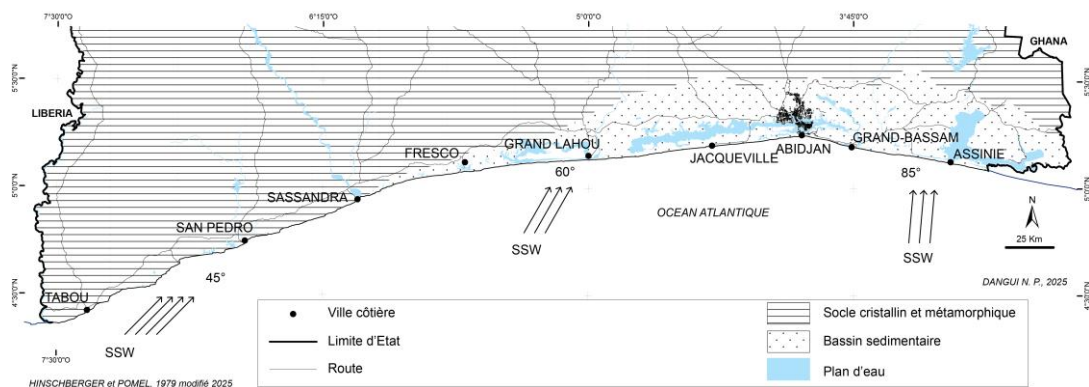 7°30'0"O 6°15'0"O 5°0'0"O 3°45'0"O
GHANA
5°30'0"N 5°30'0"N
LIBERIA
FRESCO GRAND LAHOU JACQUEVILLE ABIDJAN GRAND-BASSAM ASSINIE
60° 85°
5°0'0"N 5°0'0"N
SASSANDRA
OCEAN ATLANTIQUE
SAN PEDRO
SSW SSW
N
25 Km
45°
DANGUI N. P., 2025
4°30'0"N 4°30'0"N
TABOU
SSW
7°30'0"O
Ville côtière
Limite d'Etat
Route
Socle cristallin et métamorphique
Bassin sedimentaire
Plan d'eau
HINSCHBERGER et POMEL, 1979 modifié 2025